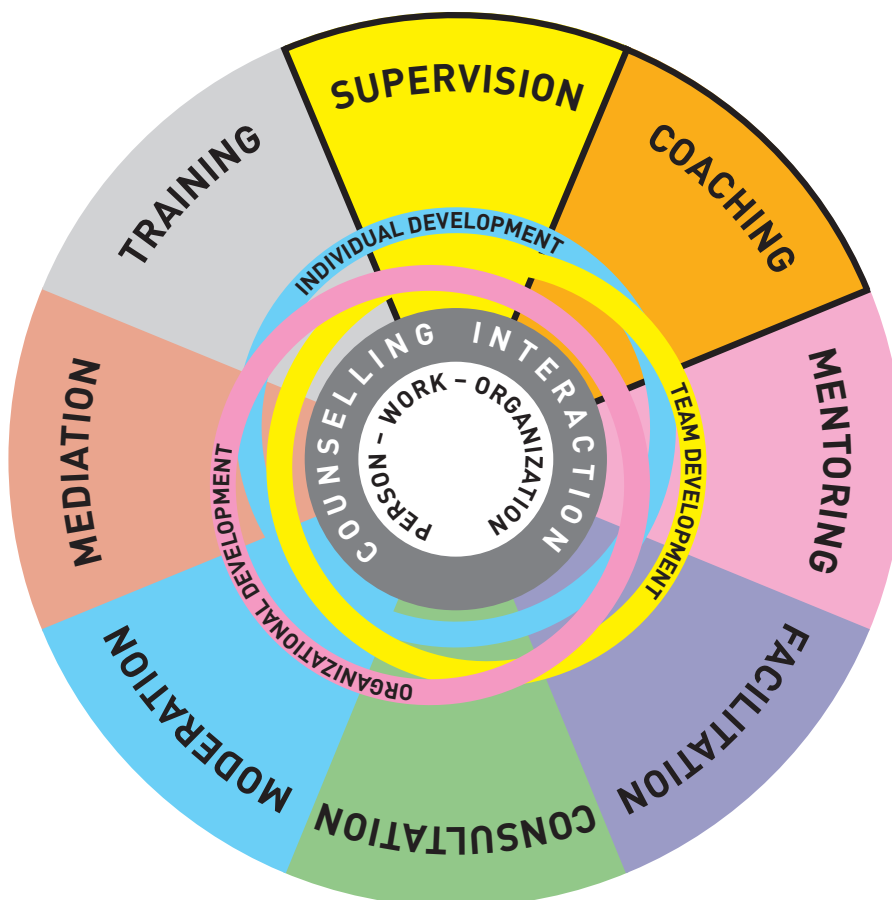 SUPERVISION
COACHING
MENTORING
FACILITATION
CONSULTATION
MODERATION
MEDIATION
TRAINING
INDIVIDUAL DEVELOPMENT
TEAM DEVELOPMENT
ORGANIZATIONAL DEVELOPMENT
COUNSELLING INTERACTION
PERSON – WORK – ORGANIZATION